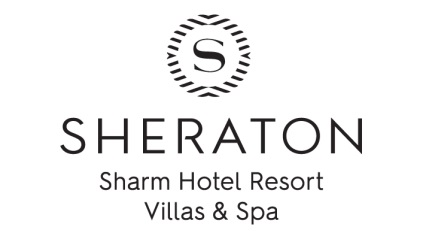 S
SHERATON
Sharm Hotel Resort
Villas & Spa